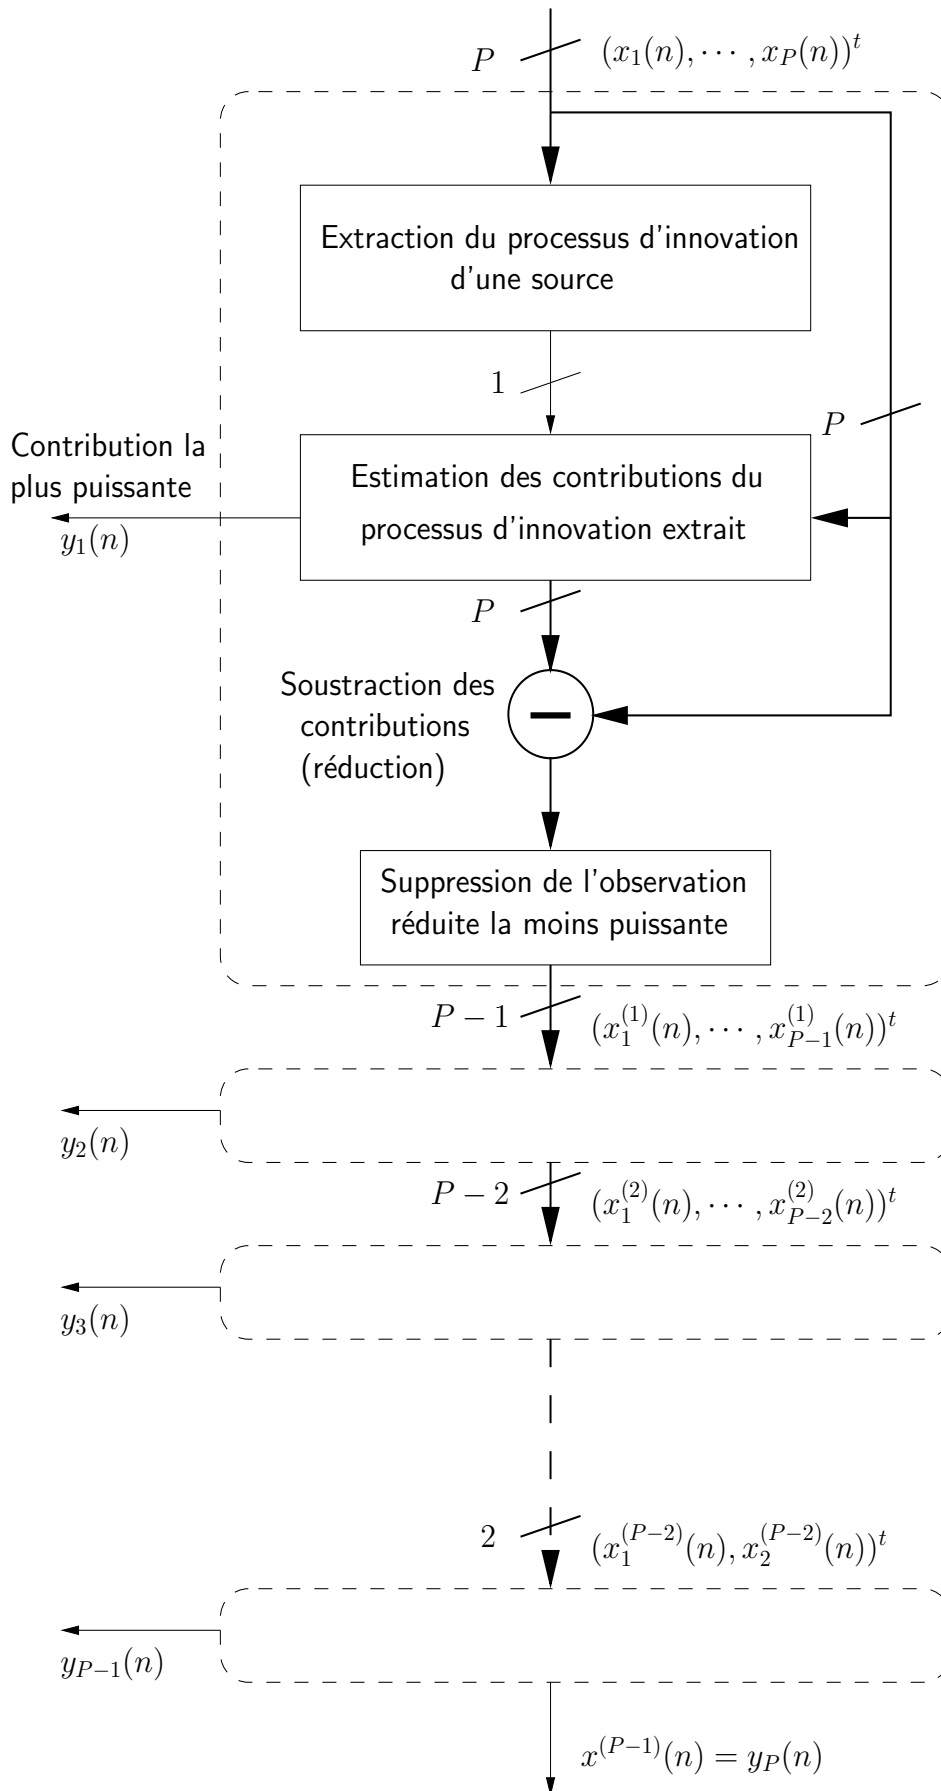 P
(x_1(n), ⋯ , x_P(n))^t
Extraction du processus d'innovation
d'une source
1
P
Contribution la
plus puissante
y_1(n)
Estimation des contributions du
processus d'innovation extrait
P
Soustraction des
contributions
(réduction)
Suppression de l'observation
réduite la moins puissante
P − 1
(x_1^{(1)}(n), ⋯ , x_{P−1}^{(1)}(n))^t
y_2(n)
P − 2
(x_1^{(2)}(n), ⋯ , x_{P−2}^{(2)}(n))^t
y_3(n)
2
(x_1^{(P−2)}(n), x_2^{(P−2)}(n))^t
y_{P−1}(n)
x^{(P−1)}(n) = y_P(n)